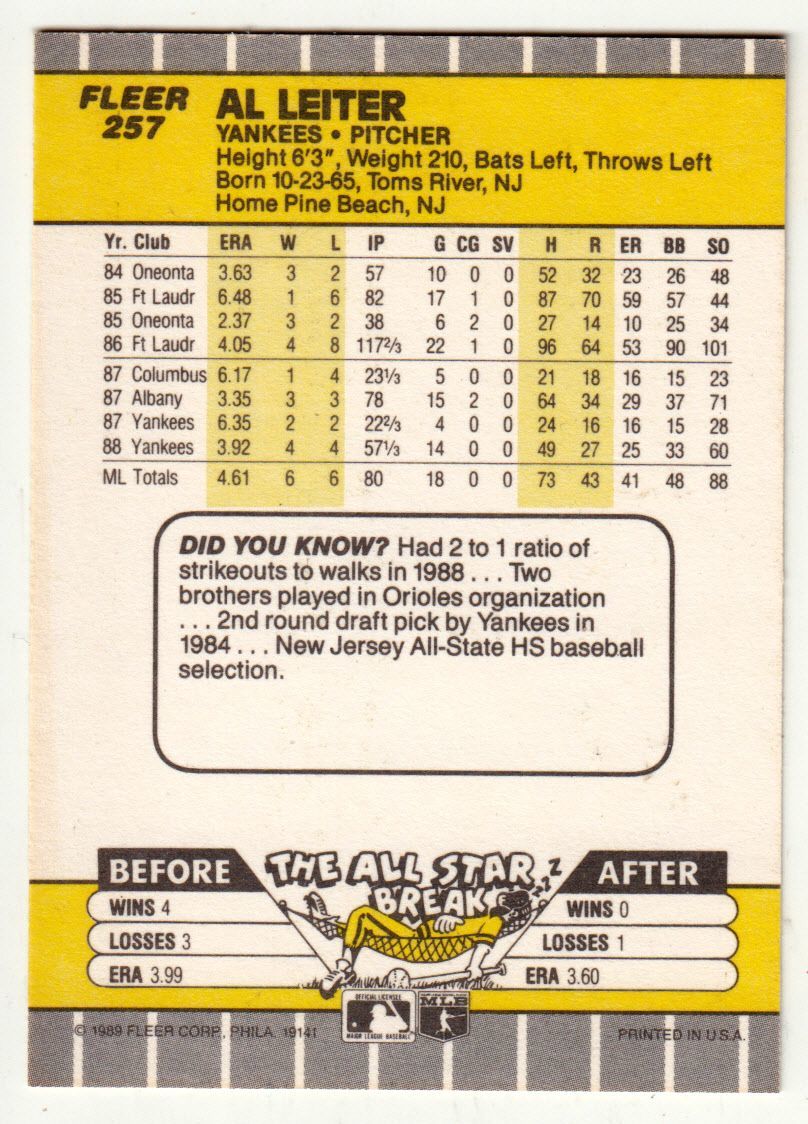 FLEER
257
AL LEITER
YANKEES • PITCHER
Height 6'3", Weight 210, Bats Left, Throws Left
Born 10-23-65, Toms River, NJ
Home Pine Beach, NJ
Yr. Club ERA W L IP G CG SV H R ER BB SO
84 Oneonta 3.63 3 2 57 10 0 0 52 32 23 26 48
85 Ft Laudr 6.48 1 6 82 17 1 0 87 70 59 57 44
85 Oneonta 2.37 3 2 38 6 2 0 27 14 10 25 34
86 Ft Laudr 4.05 4 8 117⅔ 22 1 0 96 64 53 90 101
87 Columbus 6.17 1 4 23⅓ 5 0 0 21 18 16 15 23
87 Albany 3.35 3 3 78 15 2 0 64 34 29 37 71
87 Yankees 6.35 2 2 22⅔ 4 0 0 24 16 16 15 28
88 Yankees 3.92 4 4 57⅓ 14 0 0 49 27 25 33 60
ML Totals 4.61 6 6 80 18 0 0 73 43 41 48 88
DID YOU KNOW? Had 2 to 1 ratio of
strikeouts to walks in 1988 . . . Two
brothers played in Orioles organization
. . . 2nd round draft pick by Yankees in
1984 . . . New Jersey All-State HS baseball
selection.
BEFORE
WINS 4
LOSSES 3
ERA 3.99
THE ALL STAR
BREAK
zzz
AFTER
WINS 0
LOSSES 1
ERA 3.60
© 1989 FLEER CORP., PHILA. 19141
OFFICIAL LICENSEE
MAJOR LEAGUE BASEBALL
MLB
PRINTED IN U.S.A.